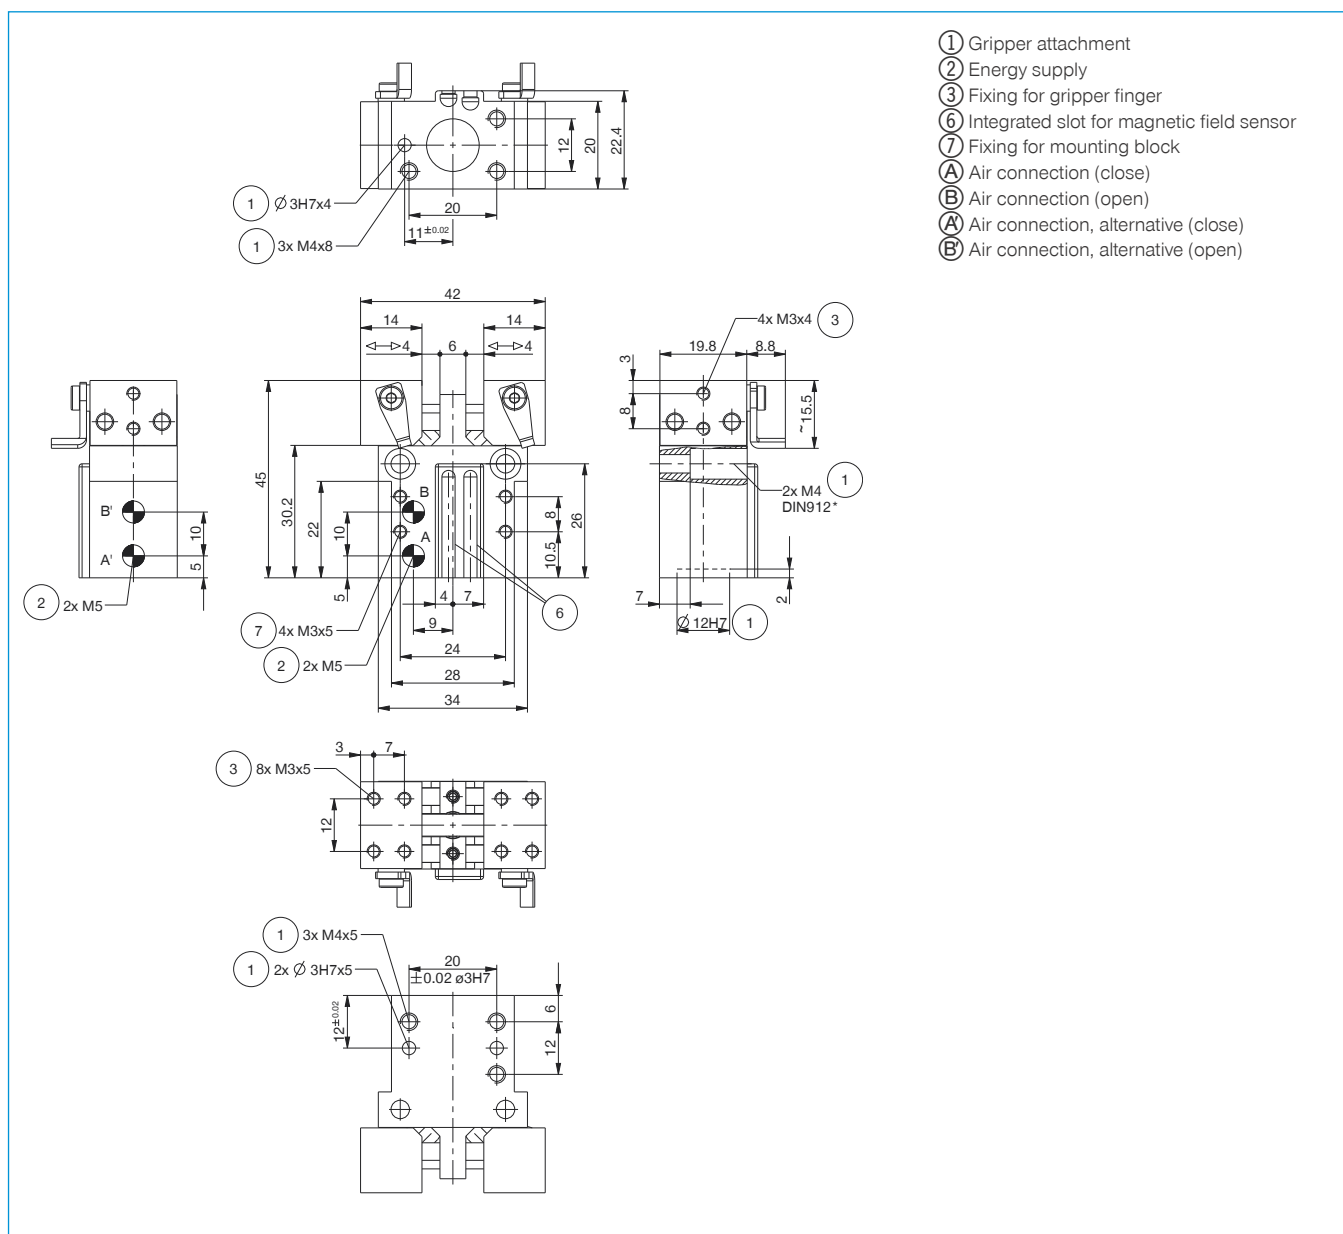 ① Gripper attachment
② Energy supply
③ Fixing for gripper finger
⑥ Integrated slot for magnetic field sensor
⑦ Fixing for mounting block
Ⓐ Air connection (close)
Ⓑ Air connection (open)
A' Air connection, alternative (close)
B' Air connection, alternative (open)
12
20
22.4
1 Ø 3H7x4
20
11±0.02
1 3x M4x8
42
14
14
4
6
4
45
30.2
22
10
5
B
A
8
10.5
26
4
7
9
24
28
34
6
7 4x M3x5
2 2x M5
B'
A'
10
5
2 2x M5
4x M3x4 3
19.8
8.8
3
8
~15.5
1
2x M4
DIN912*
7
2
Ø 12H7 1
3
7
3 8x M3x5
12
1 3x M4x5
1 2x Ø 3H7x5
20
±0.02 ø3H7
12±0.02
6
12